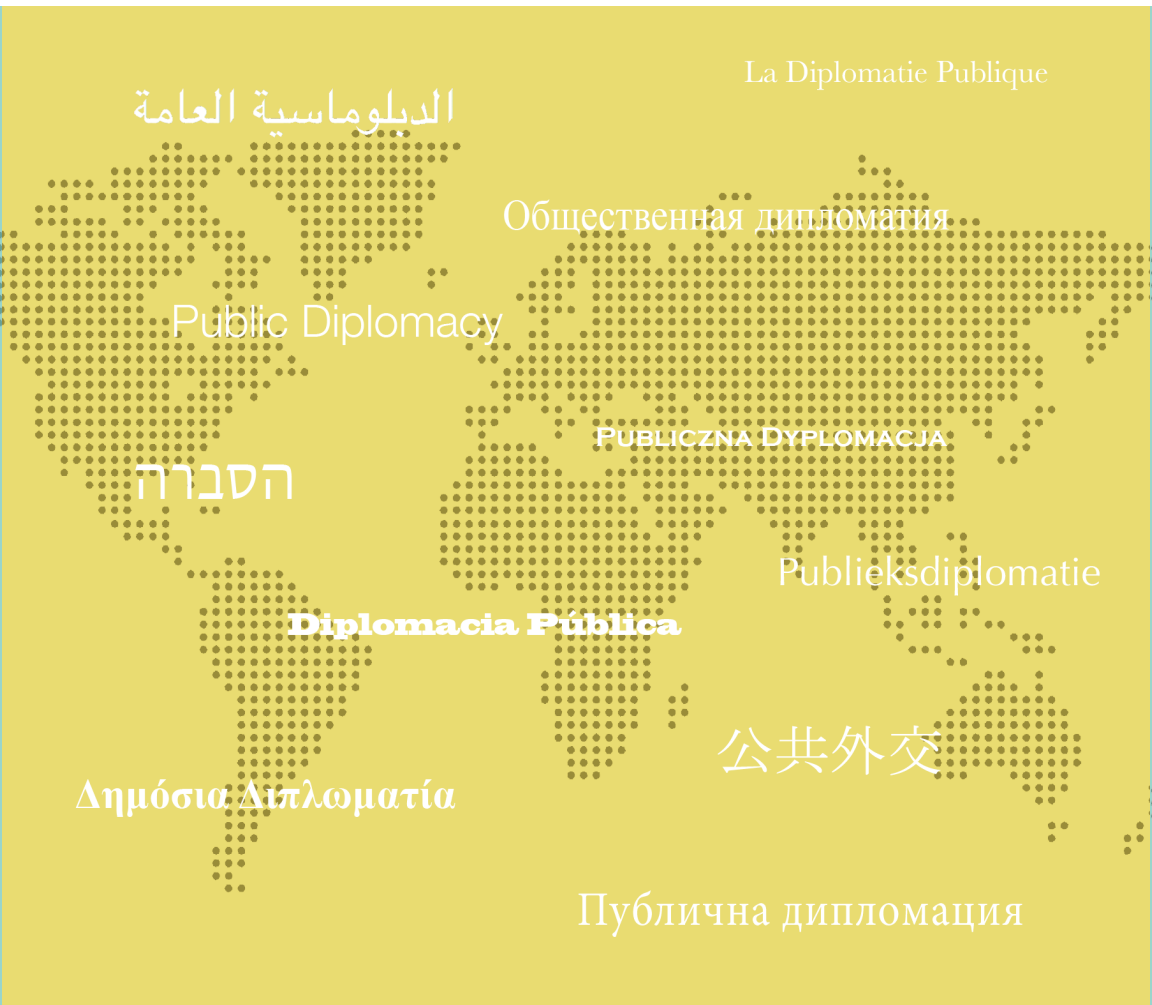 La Diplomatie Publique
الدبلوماسية العامة
Общественная дипломатия
Public Diplomacy
Publiczna Dyplomacja
הסברה
Publieksdiplomatie
Diplomacia Pública
公共外交
Δημόσια Διπλωματία
Публична дипломация